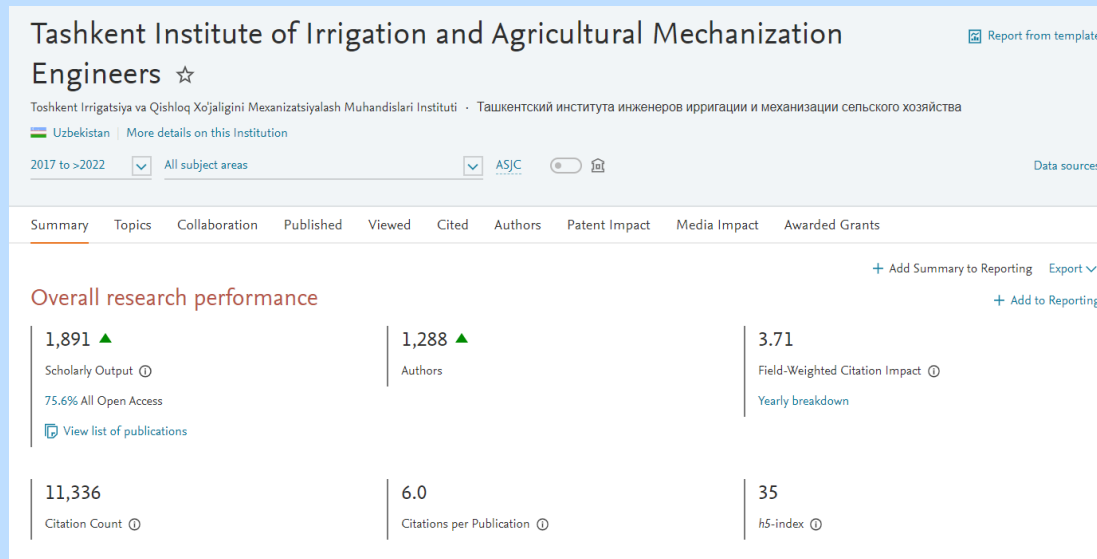 Tashkent Institute of Irrigation and Agricultural Mechanization
Report from template
Engineers
Toshkent Irrigatsiya va Qishloq Xo'jaligini Mexanizatsiyalash Muhandislari Instituti · Ташкентский института инженеров ирригации и механизации сельского хозяйства
Uzbekistan | More details on this Institution
2017 to >2022 All subject areas ASJC Data sources
Summary Topics Collaboration Published Viewed Cited Authors Patent Impact Media Impact Awarded Grants
+ Add Summary to Reporting Export
Overall research performance
+ Add to Reporting
1,891 1,288 3.71
Scholarly Output Authors Field-Weighted Citation Impact
75.6% All Open Access Yearly breakdown
View list of publications
11,336 6.0 35
Citation Count Citations per Publication h5-index